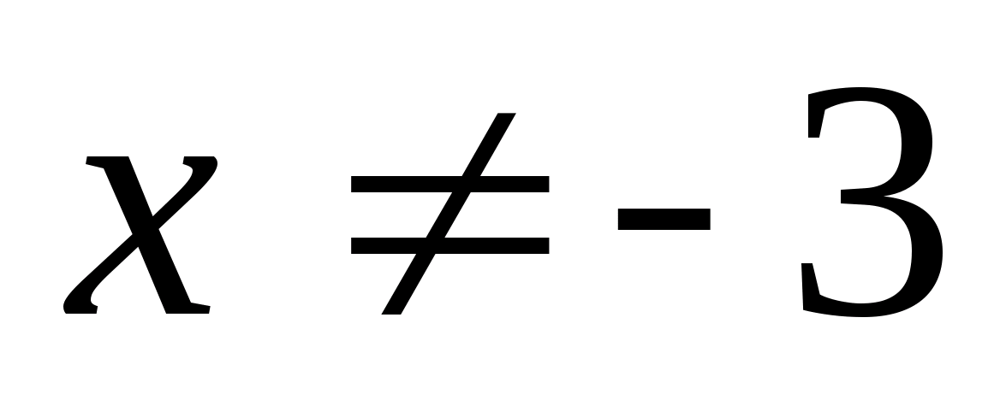 x ≠ - 3